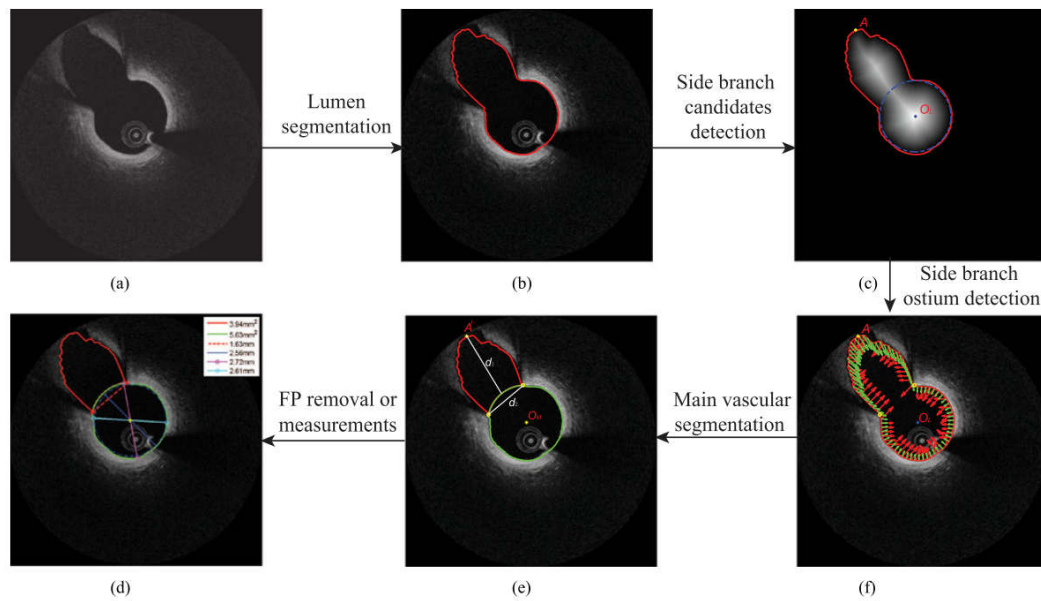 Lumen
segmentation
Side branch
candidates
detection
A
O
(a)
(b)
(c)
Side branch
ostium detection
3.94mm²
5.63mm²
1.63mm
2.56mm
2.72mm
2.61mm
FP removal or
measurements
A
d
d
O
Main vascular
segmentation
A
O
(d)
(e)
(f)